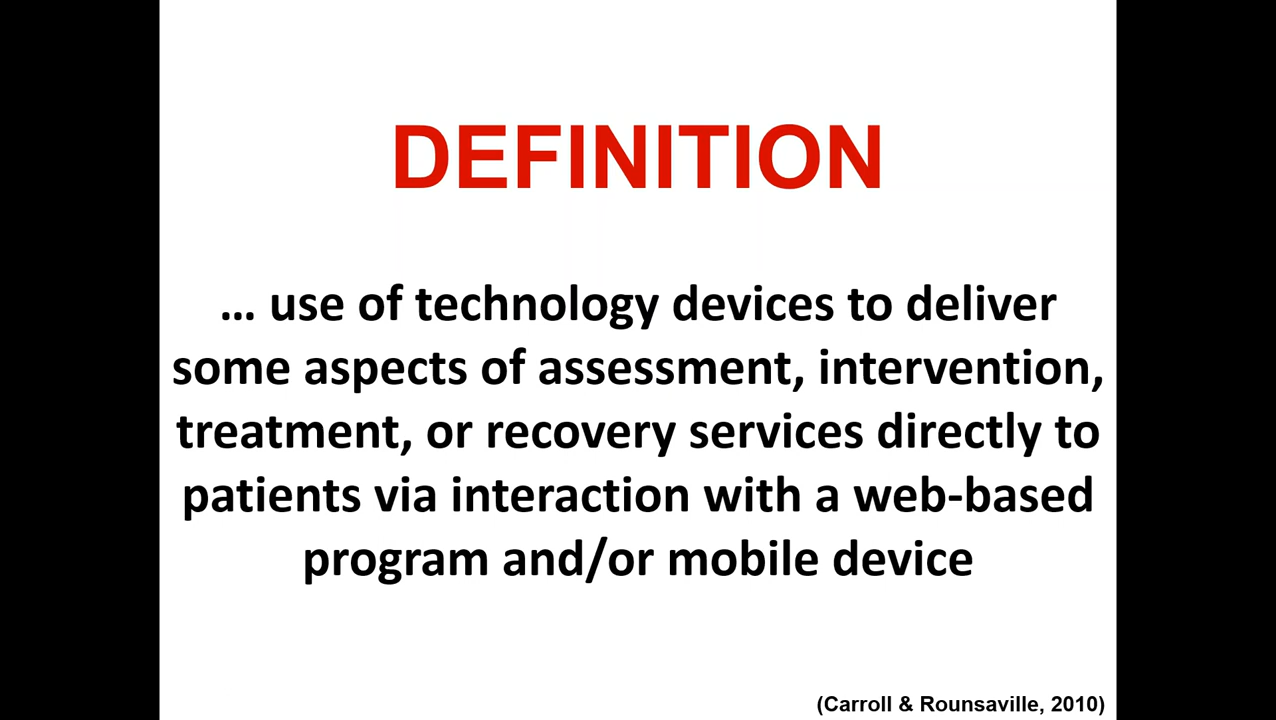 DEFINITION
... use of technology devices to deliver
some aspects of assessment, intervention,
treatment, or recovery services directly to
patients via interaction with a web-based
program and/or mobile device
(Carroll & Rounsaville, 2010)